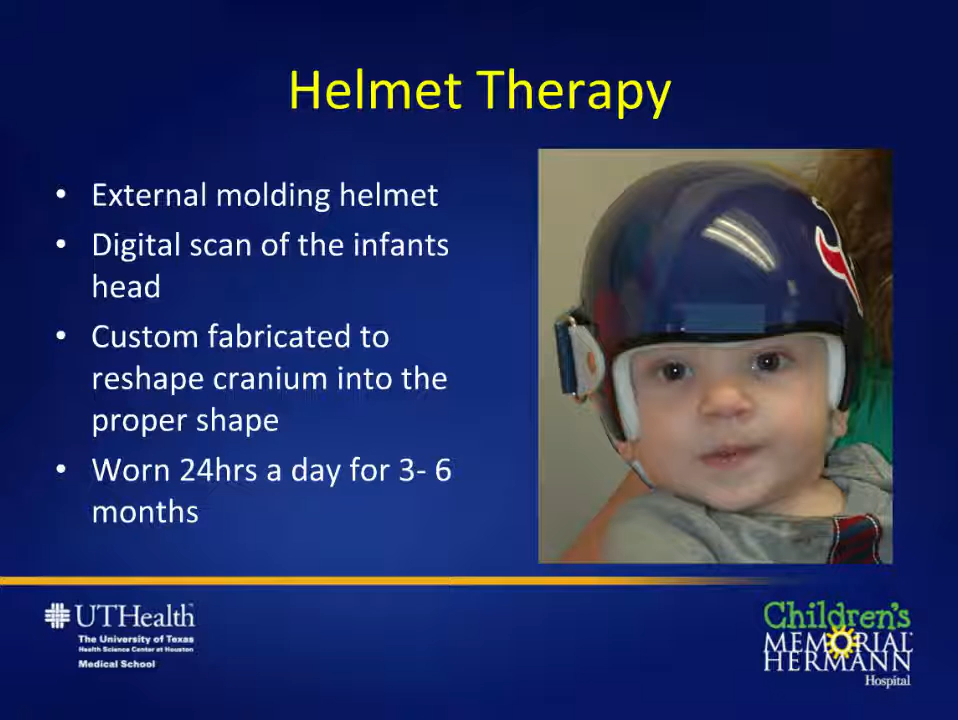 Helmet Therapy
• External molding helmet
• Digital scan of the infants
head
• Custom fabricated to
reshape cranium into the
proper shape
• Worn 24hrs a day for 3- 6
months
UTHealth
The University of Texas
Health Science Center at Houston
Medical School
Children's
MEMORIAL
HERMANN
Hospital